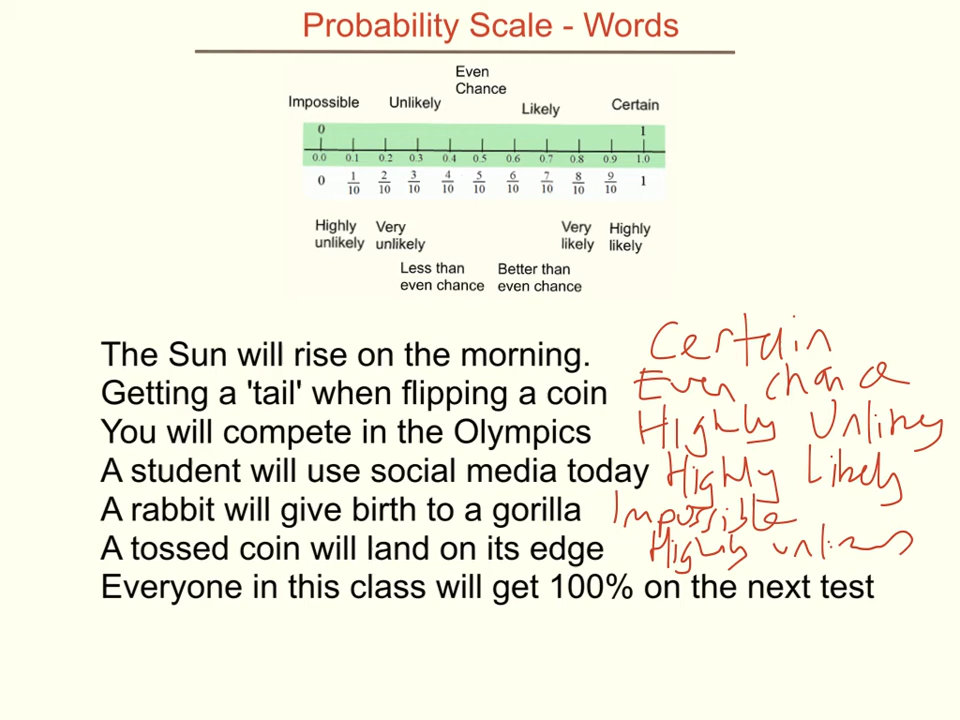 Probability Scale - Words
Even
Chance
Impossible Unlikely Likely Certain
0 1
0.0 0.1 0.2 0.3 0.4 0.5 0.6 0.7 0.8 0.9 1.0
0 1/10 2/10 3/10 4/10 5/10 6/10 7/10 8/10 9/10 1
Highly Very Very Highly
unlikely unlikely likely likely
Less than Better than
even chance even chance
The Sun will rise on the morning. Certain
Getting a 'tail' when flipping a coin Even chance
You will compete in the Olympics Highly Unlikely
A student will use social media today Highly Likely
A rabbit will give birth to a gorilla Impossible
A tossed coin will land on its edge Highly unlikely
Everyone in this class will get 100% on the next test